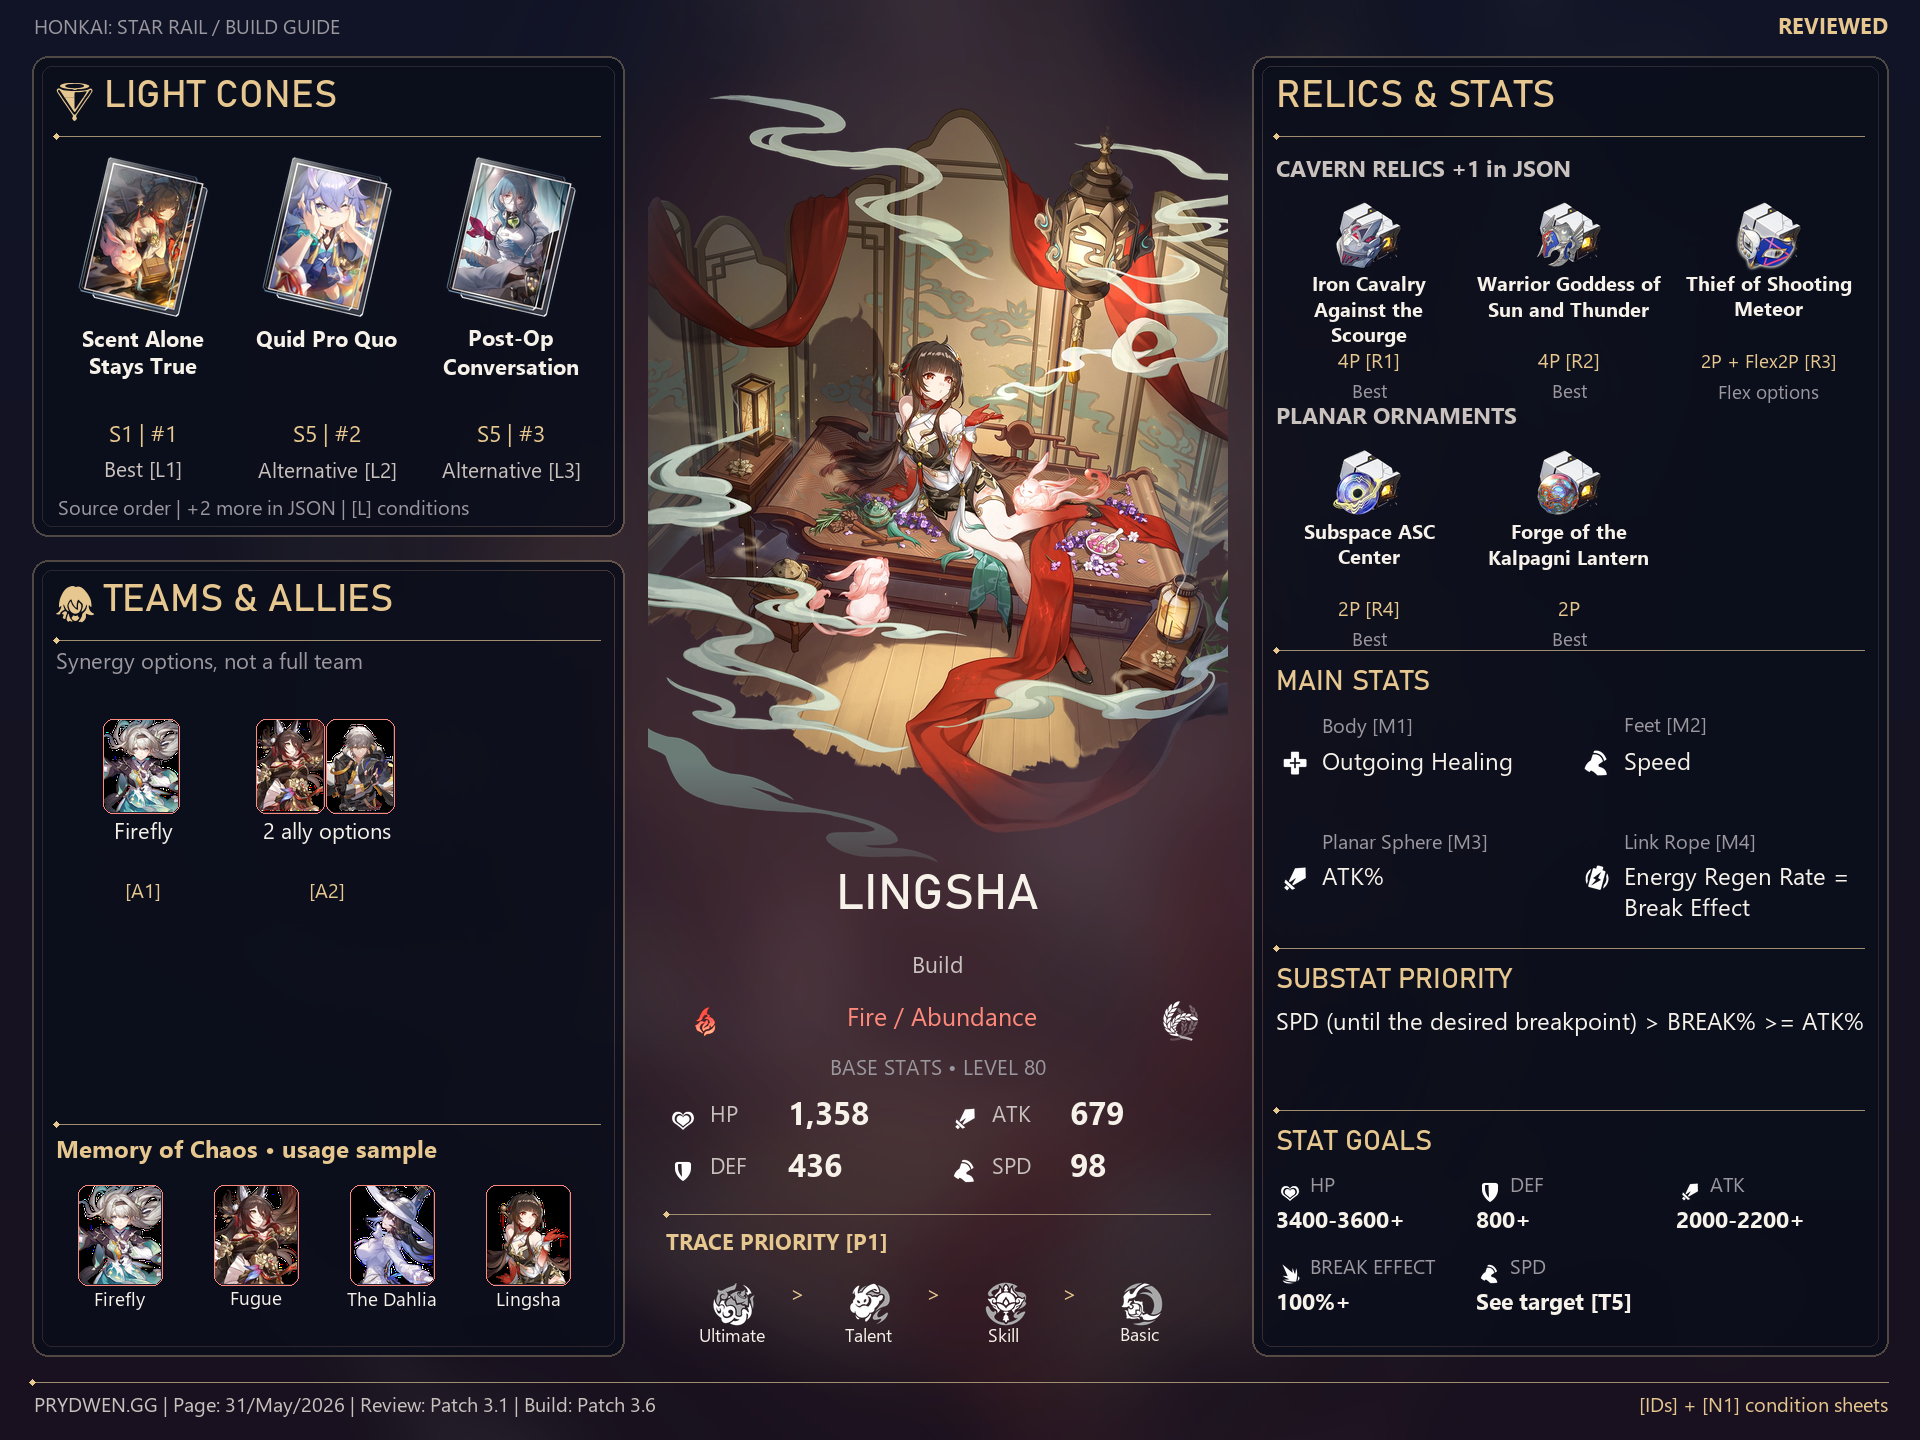 HONKAI: STAR RAIL / BUILD GUIDE
REVIEWED
LIGHT CONES
Scent Alone
Stays True
S1 | #1
Best [L1]
Quid Pro Quo
S5 | #2
Alternative [L2]
Post-Op
Conversation
S5 | #3
Alternative [L3]
Source order | +2 more in JSON | [L] conditions
TEAMS & ALLIES
Synergy options, not a full team
Firefly
[A1]
2 ally options
[A2]
Memory of Chaos • usage sample
Firefly
Fugue
The Dahlia
Lingsha
LINGSHA
Build
Fire / Abundance
BASE STATS • LEVEL 80
HP 1,358
ATK 679
DEF 436
SPD 98
TRACE PRIORITY [P1]
Ultimate > Talent > Skill > Basic
RELICS & STATS
CAVERN RELICS +1 in JSON
Iron Cavalry
Against the
Scourge
4P [R1]
Best
Warrior Goddess of
Sun and Thunder
4P [R2]
Best
Thief of Shooting
Meteor
2P + Flex2P [R3]
Flex options
PLANAR ORNAMENTS
Subspace ASC
Center
2P [R4]
Best
Forge of the
Kalpagni Lantern
2P
Best
MAIN STATS
Body [M1]
Outgoing Healing
Feet [M2]
Speed
Planar Sphere [M3]
ATK%
Link Rope [M4]
Energy Regen Rate =
Break Effect
SUBSTAT PRIORITY
SPD (until the desired breakpoint) > BREAK% >= ATK%
STAT GOALS
HP
3400-3600+
DEF
800+
ATK
2000-2200+
BREAK EFFECT
100%+
SPD
See target [T5]
PRYDWEN.GG | Page: 31/May/2026 | Review: Patch 3.1 | Build: Patch 3.6
[IDs] + [N1] condition sheets